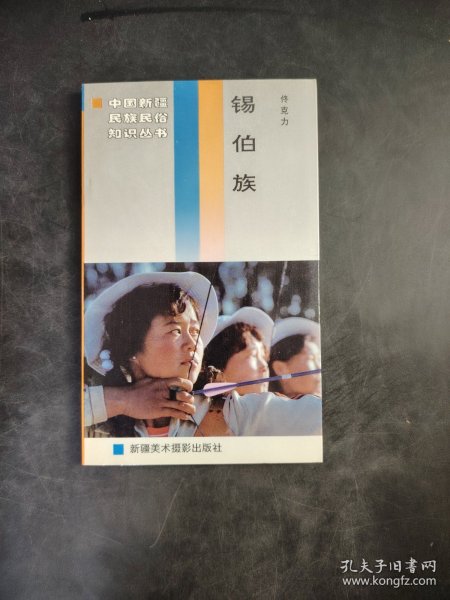 中国新疆
民族民俗
知识丛书
锡伯族
佟克力
新疆美术摄影出版社
孔夫子旧书网
www.kongfz.com